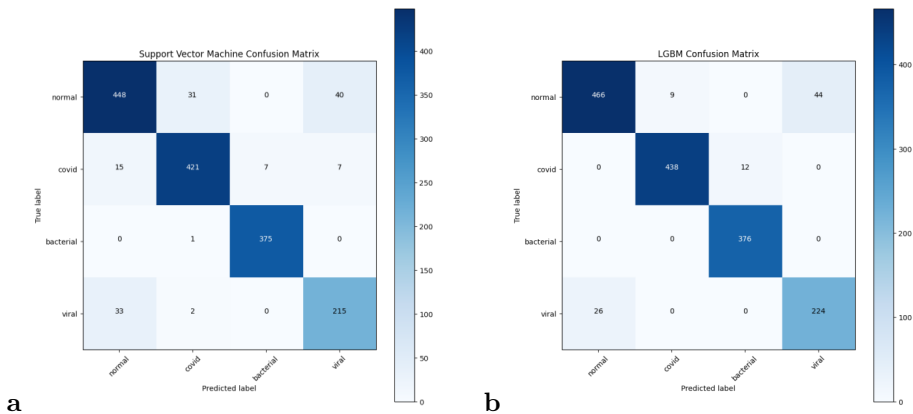 Support Vector Machine Confusion Matrix
normal 448 31 0 40
covid 15 421 7 7
bacterial 0 1 375 0
viral 33 2 0 215
True label
normal covid bacterial viral
Predicted label
400
350
300
250
200
150
100
50
0
a
LGBM Confusion Matrix
normal 466 9 0 44
covid 0 438 12 0
bacterial 0 0 376 0
viral 26 0 0 224
True label
normal covid bacterial viral
Predicted label
400
300
200
100
0
b